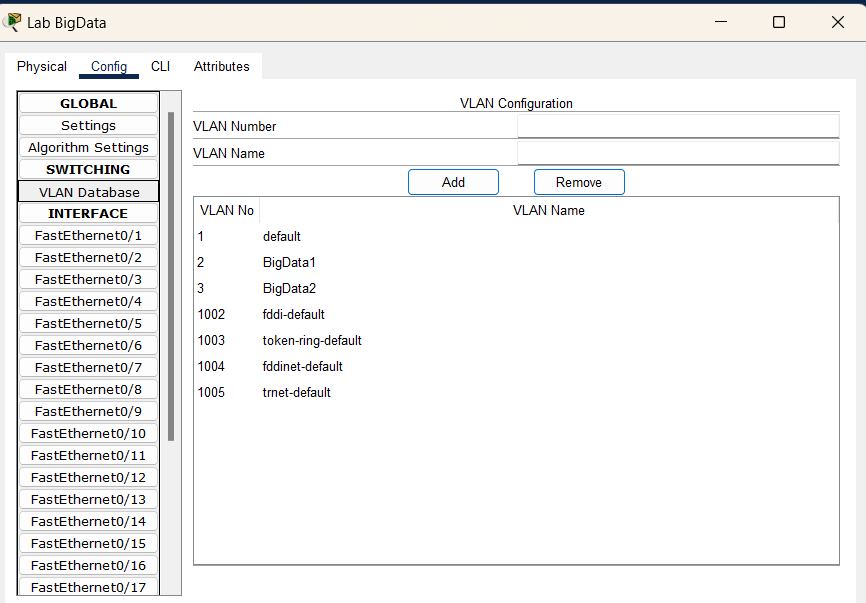 Lab BigData
Physical Config CLI Attributes
GLOBAL
Settings
Algorithm Settings
SWITCHING
VLAN Database
INTERFACE
FastEthernet0/1
FastEthernet0/2
FastEthernet0/3
FastEthernet0/4
FastEthernet0/5
FastEthernet0/6
FastEthernet0/7
FastEthernet0/8
FastEthernet0/9
FastEthernet0/10
FastEthernet0/11
FastEthernet0/12
FastEthernet0/13
FastEthernet0/14
FastEthernet0/15
FastEthernet0/16
FastEthernet0/17
VLAN Configuration
VLAN Number
VLAN Name
Add Remove
VLAN No VLAN Name
1 default
2 BigData1
3 BigData2
1002 fddi-default
1003 token-ring-default
1004 fddinet-default
1005 trnet-default